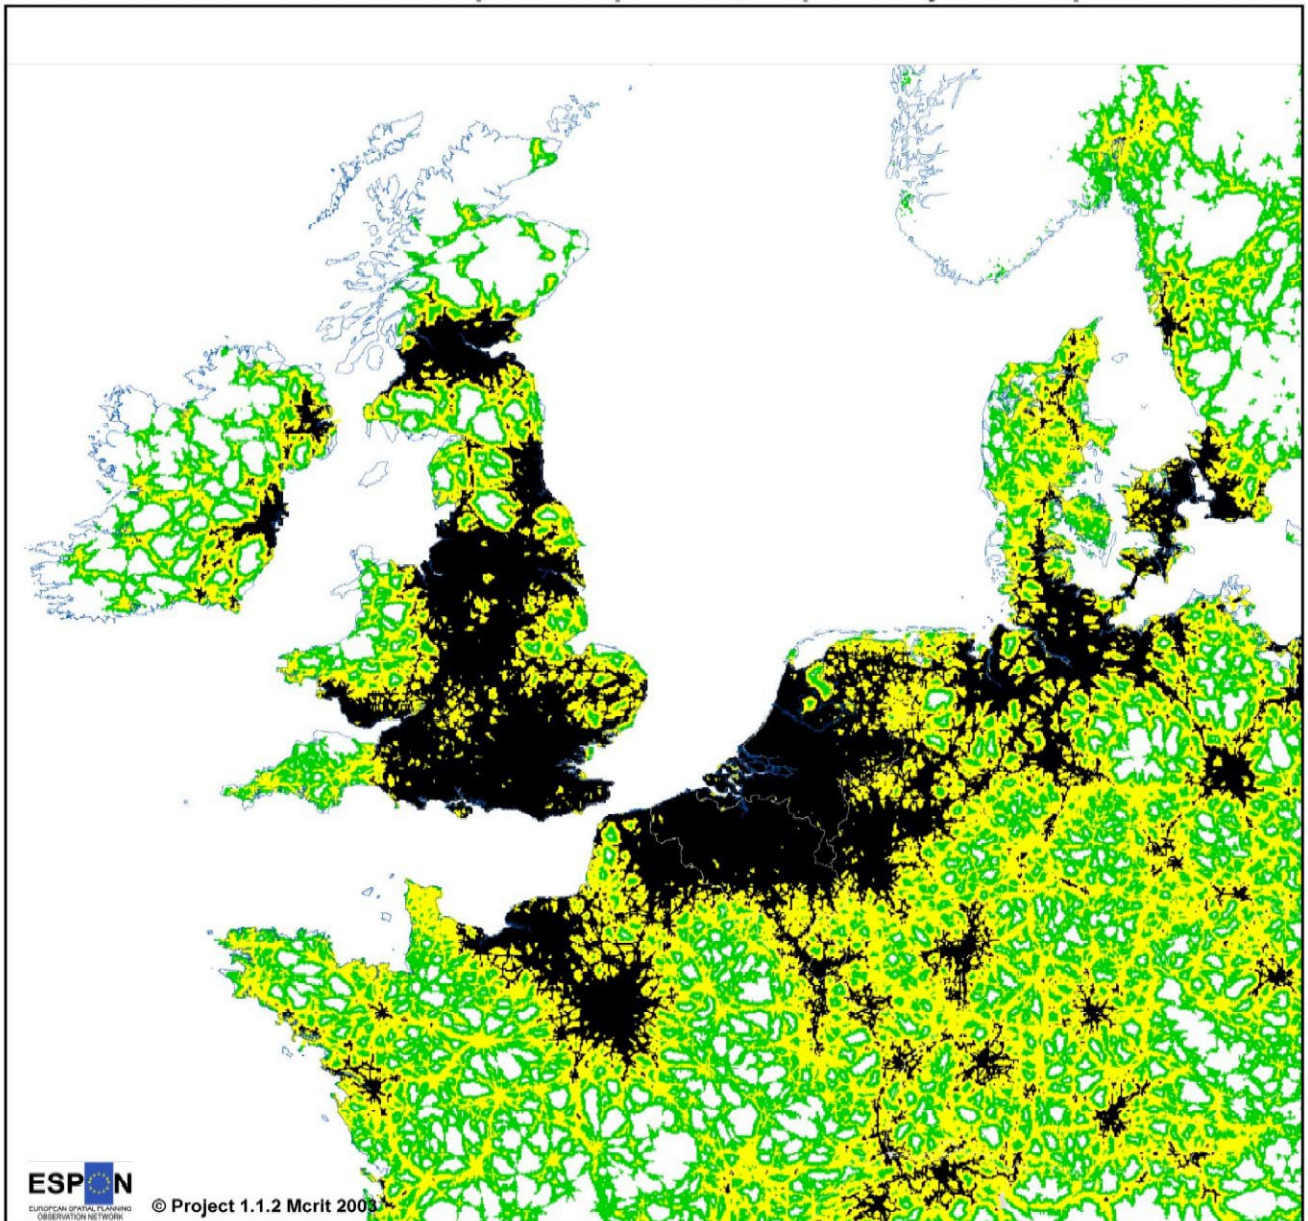 ESPON
EUROPEAN SPATIAL PLANNING
OBSERVATION NETWORK
© Project 1.1.2 Mcrit 2003